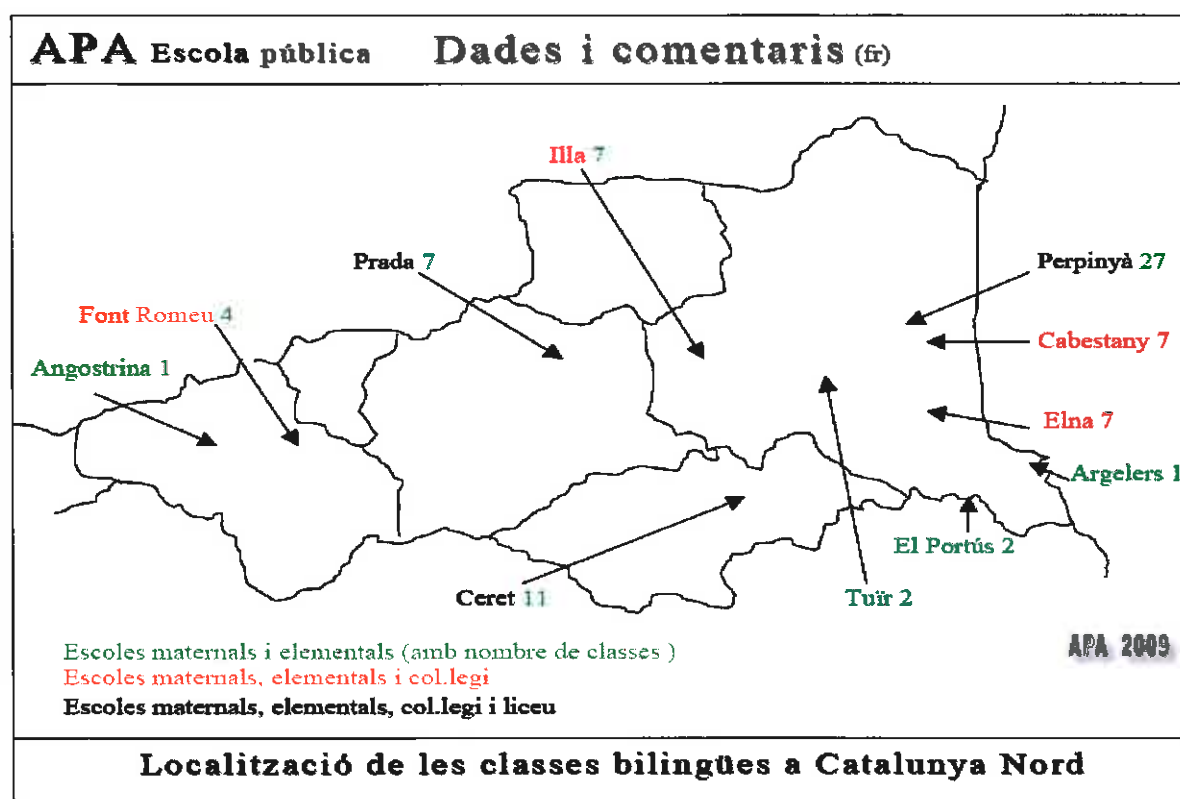 APA Escola pública Dades i comentaris (fr)
Illa 7
Prada 7
Perpinyà 27
Font Romeu 4
Cabestany 7
Angostrina 1
Elna 7
Argelers 1
El Portús 2
Ceret 11
Tuïr 2
Escoles maternals i elementals (amb nombre de classes )
APA 2009
Escoles maternals, elementals i col.legi
Escoles maternals, elementals, col.legi i liceu
Localització de les classes bilingües a Catalunya Nord